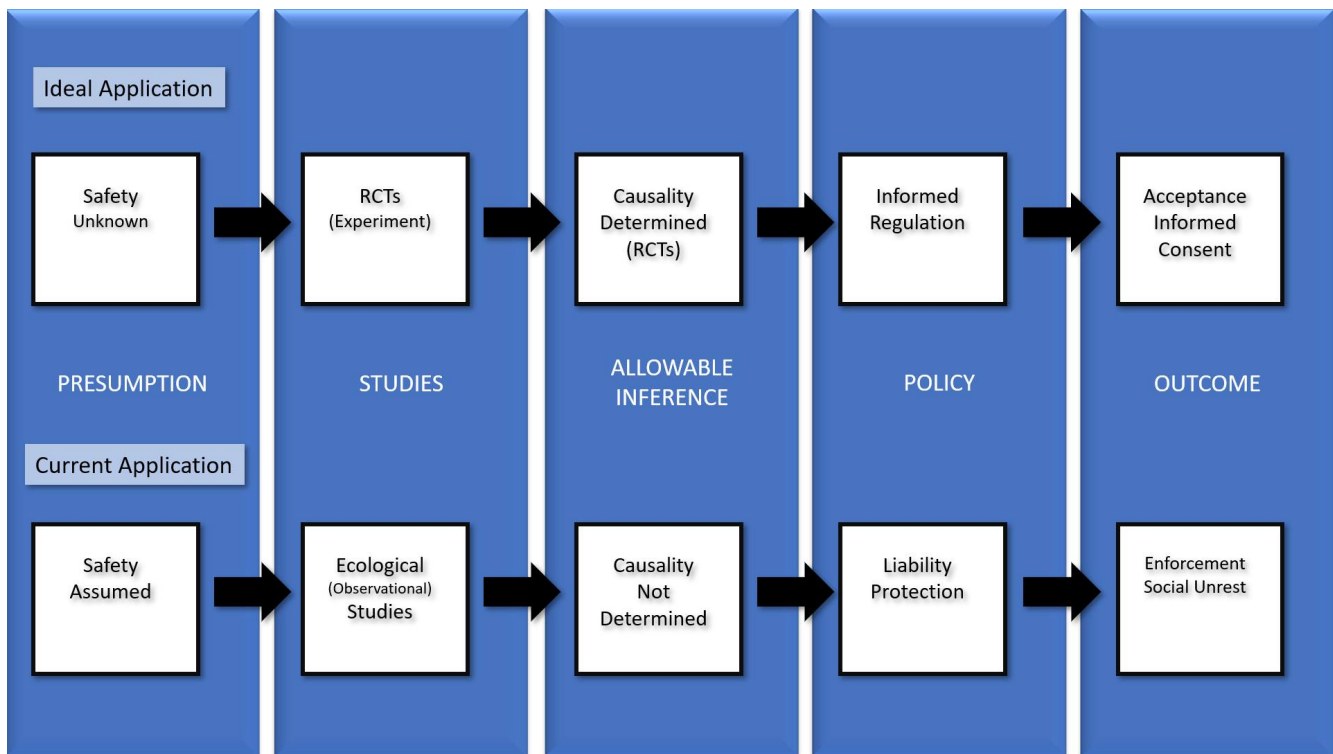 Ideal Application
Safety
Unknown
RCTs
(Experiment)
Causality
Determined
(RCTs)
Informed
Regulation
Acceptance
Informed
Consent
PRESUMPTION
STUDIES
ALLOWABLE
INFERENCE
POLICY
OUTCOME
Current Application
Safety
Assumed
Ecological
(Observational)
Studies
Causality
Not
Determined
Liability
Protection
Enforcement
Social Unrest